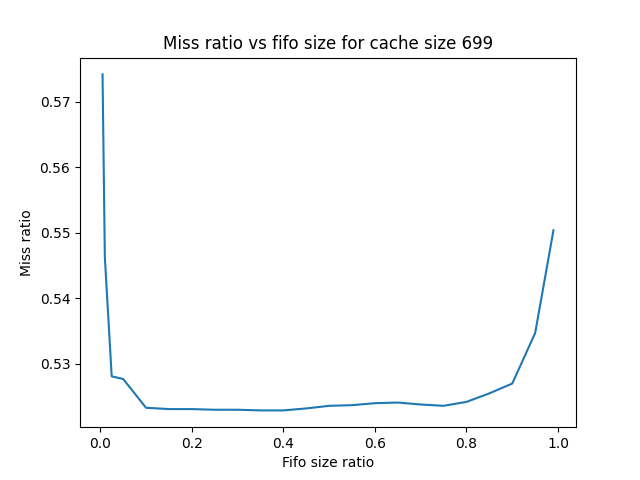 Miss ratio vs fifo size for cache size 699
0.57
0.56
0.55
0.54
0.53
Miss ratio
0.0 0.2 0.4 0.6 0.8 1.0
Fifo size ratio